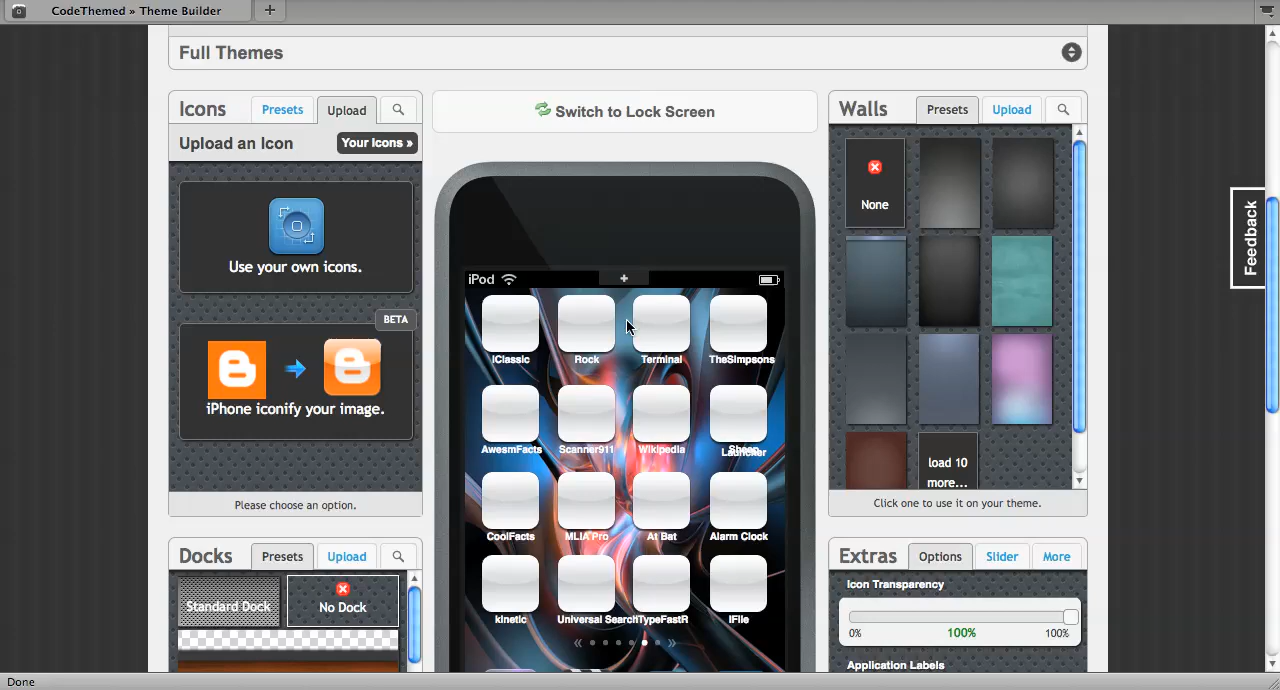 CodeThemed » Theme Builder
Full Themes
Icons Presets Upload
Upload an Icon Your Icons »
Use your own icons.
BETA
iPhone iconify your image.
Please choose an option.
Docks Presets Upload
Standard Dock No Dock
Switch to Lock Screen
iPod
iClassic Rock Terminal TheSimpsons
AwesmFacts Scanner911 Wikipedia Sheep Launcher
CoolFacts MLIA Pro At Bat Alarm Clock
kinetic Universal Search iTypeFastR iFile
Walls Presets Upload
None
load 10
more...
Click one to use it on your theme.
Extras Options Slider More
Icon Transparency
0% 100% 100%
Application Labels
Feedback
Done